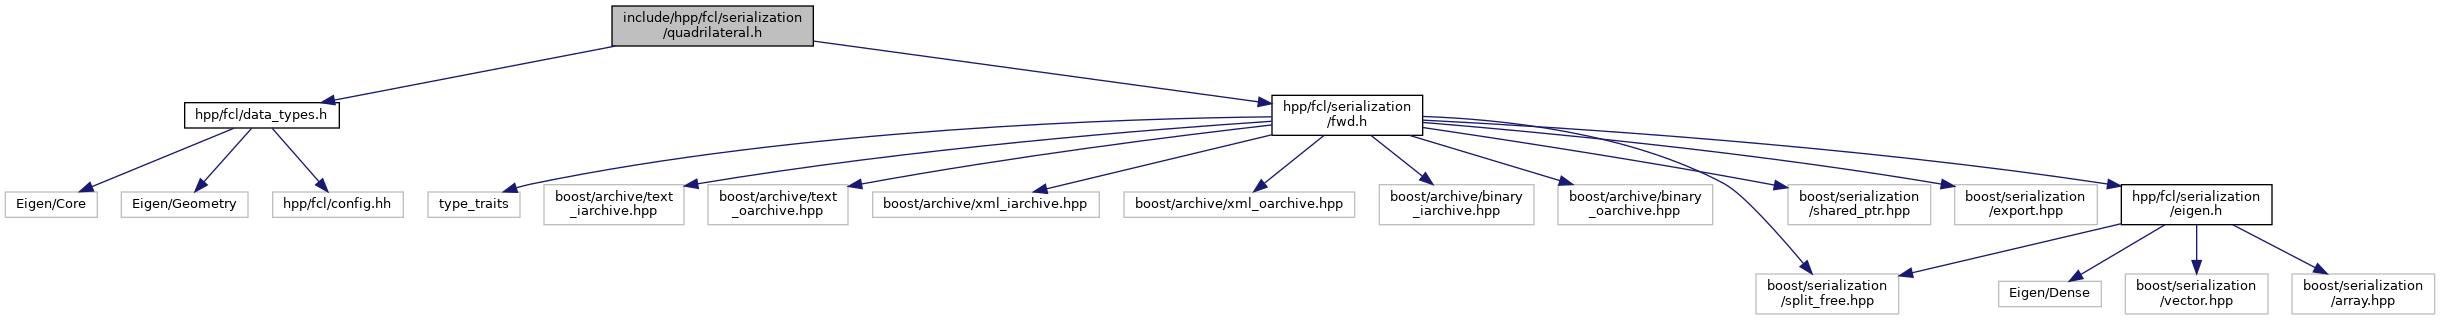 include/hpp/fcl/serialization
/quadrilateral.h
hpp/fcl/data_types.h
hpp/fcl/serialization
/fwd.h
Eigen/Core
Eigen/Geometry
hpp/fcl/config.hh
type_traits
boost/archive/text
_iarchive.hpp
boost/archive/text
_oarchive.hpp
boost/archive/xml_iarchive.hpp
boost/archive/xml_oarchive.hpp
boost/archive/binary
_iarchive.hpp
boost/archive/binary
_oarchive.hpp
boost/serialization
/shared_ptr.hpp
boost/serialization
/export.hpp
hpp/fcl/serialization
/eigen.h
boost/serialization
/split_free.hpp
Eigen/Dense
boost/serialization
/vector.hpp
boost/serialization
/array.hpp